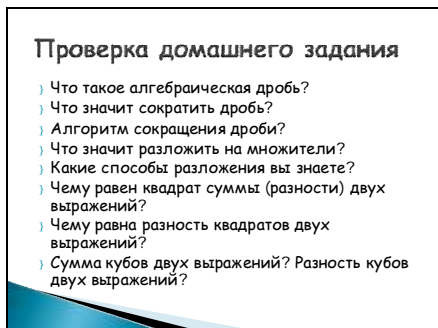 Проверка домашнего задания
Что такое алгебраическая дробь?
Что значит сократить дробь?
Алгоритм сокращения дроби?
Что значит разложить на множители?
Какие способы разложения вы знаете?
Чему равен квадрат суммы (разности) двух
выражений?
Чему равна разность квадратов двух
выражений?
Сумма кубов двух выражений? Разность кубов
двух выражений?